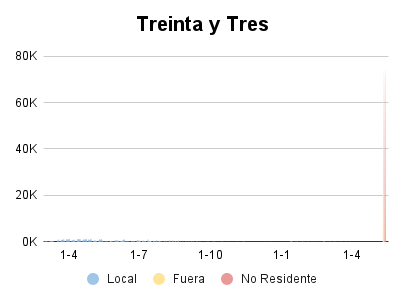 Treinta y Tres
80K
60K
40K
20K
0K
1-4 1-7 1-10 1-1 1-4
Local Fuera No Residente